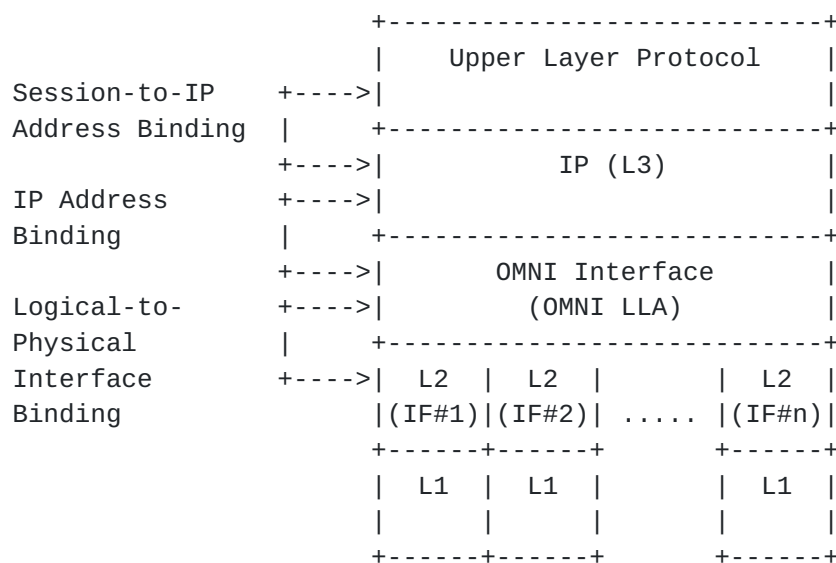 +----------------------------+
                       |    Upper Layer Protocol    |
Session-to-IP    +---->|                            |
Address Binding  |     +----------------------------+
                 +---->|           IP (L3)          |
IP Address       +---->|                            |
Binding          |     +----------------------------+
                 +---->|       OMNI Interface       |
Logical-to-      +---->|         (OMNI LLA)         |
Physical         |     +----------------------------+
Interface        +---->|  L2  |  L2  |       |  L2  |
Binding                |(IF#1)|(IF#2)| ..... |(IF#n)|
                       +------+------+       +------+
                       |  L1  |  L1  |       |  L1  |
                       |      |      |       |      |
                       +------+------+       +------+